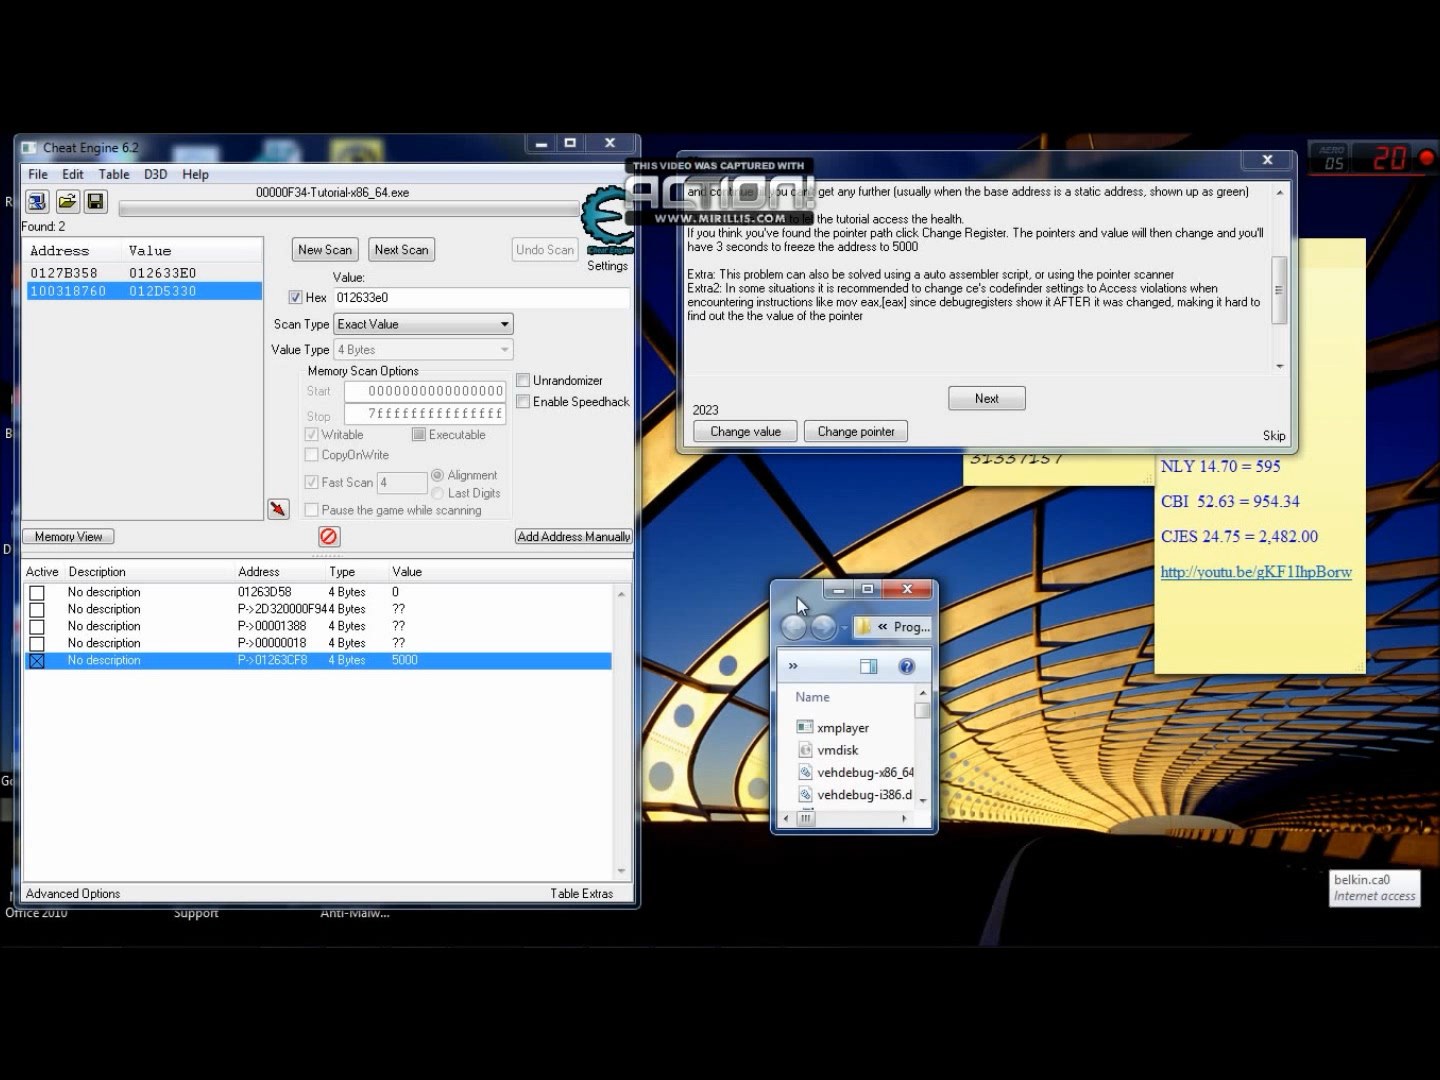 Cheat Engine 6.2
File Edit Table D3D Help
00000F34-Tutorial-x86_64.exe
Found: 2
Address Value
0127B358 012633E0
100318760 012D5330
New Scan Next Scan Undo Scan
Settings
Value:
Hex 012633e0
Scan Type Exact Value
Value Type 4 Bytes
Memory Scan Options
Start 0000000000000000
Stop 7fffffffffffffff
Writable Executable
CopyOnWrite
Fast Scan 4 Alignment
Last Digits
Pause the game while scanning
Unrandomizer
Enable Speedhack
Memory View Add Address Manually
Active Description Address Type Value
No description 01263D58 4 Bytes 0
No description P->2D320000F944 Bytes ??
No description P->00001388 4 Bytes ??
No description P->00000018 4 Bytes ??
No description P->01263CF8 4 Bytes 5000
Advanced Options Table Extras
Office 2010 Support Anti-Malw...
THIS VIDEO WAS CAPTURED WITH
ACTION!
WWW.MIRILLIS.COM
get any further (usually when the base address is a static address, shown up as green)
the tutorial access the health.
If you think you've found the pointer path click Change Register. The pointers and value will then change and you'll
have 3 seconds to freeze the address to 5000
Extra: This problem can also be solved using a auto assembler script, or using the pointer scanner
Extra2: In some situations it is recommended to change ce's codefinder settings to Access violations when
encountering instructions like mov eax,[eax] since debugregisters show it AFTER it was changed, making it hard to
find out the the value of the pointer
Next
2023
Change value Change pointer
Skip
AERO
05 20
31337157
NLY 14.70 = 595
CBI 52.63 = 954.34
CJES 24.75 = 2,482.00
http://youtu.be/gKF1IhpBorw
« Prog...
»
Name
xmplayer
vmdisk
vehdebug-x86_64
vehdebug-i386.d
belkin.ca0
Internet access